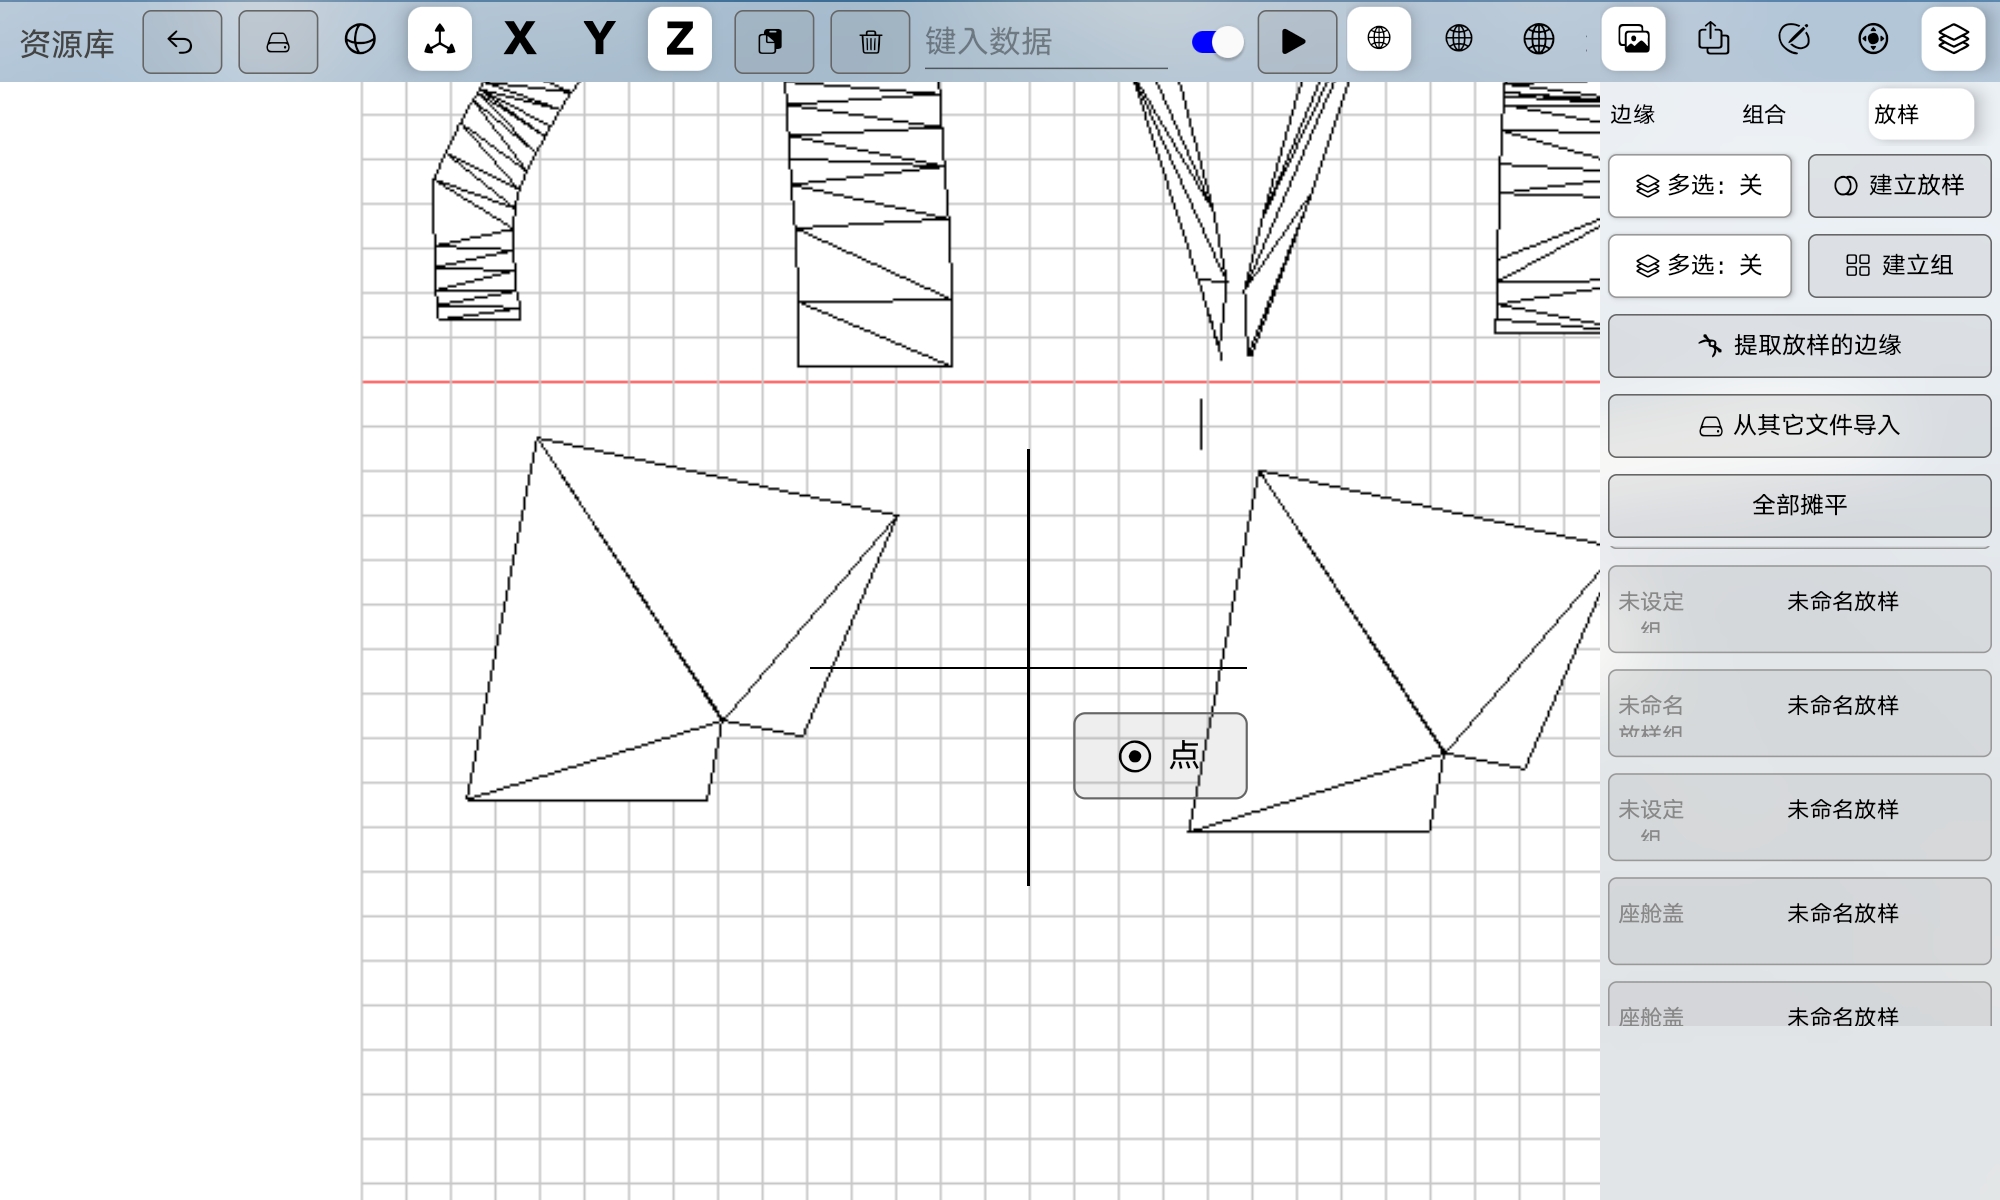 资源库
X Y Z
键入数据
边缘 组合 放样
多选：关 建立放样
多选：关 建立组
提取放样的边缘
从其它文件导入
全部摊平
未设定组 未命名放样
未命名放样组 未命名放样
未设定组 未命名放样
座舱盖 未命名放样
座舱盖 未命名放样
点